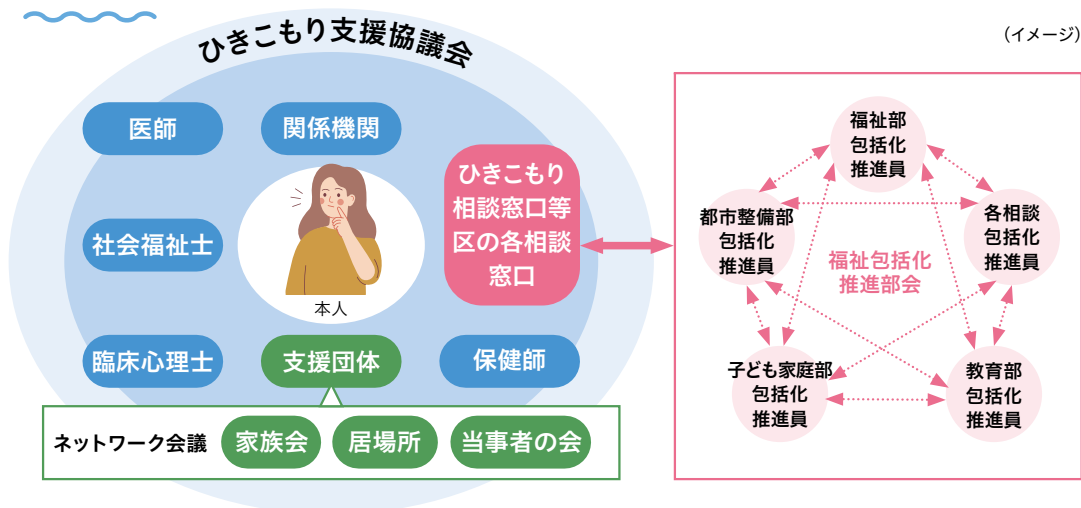 ひきこもり支援協議会
（イメージ）
医師
関係機関
ひきこもり
相談窓口等
区の各相談
窓口
社会福祉士
本人
臨床心理士
支援団体
保健師
ネットワーク会議
家族会
居場所
当事者の会
福祉部
包括化
推進員
都市整備部
包括化
推進員
各相談
包括化
推進員
福祉包括化
推進部会
子ども家庭部
包括化
推進員
教育部
包括化
推進員